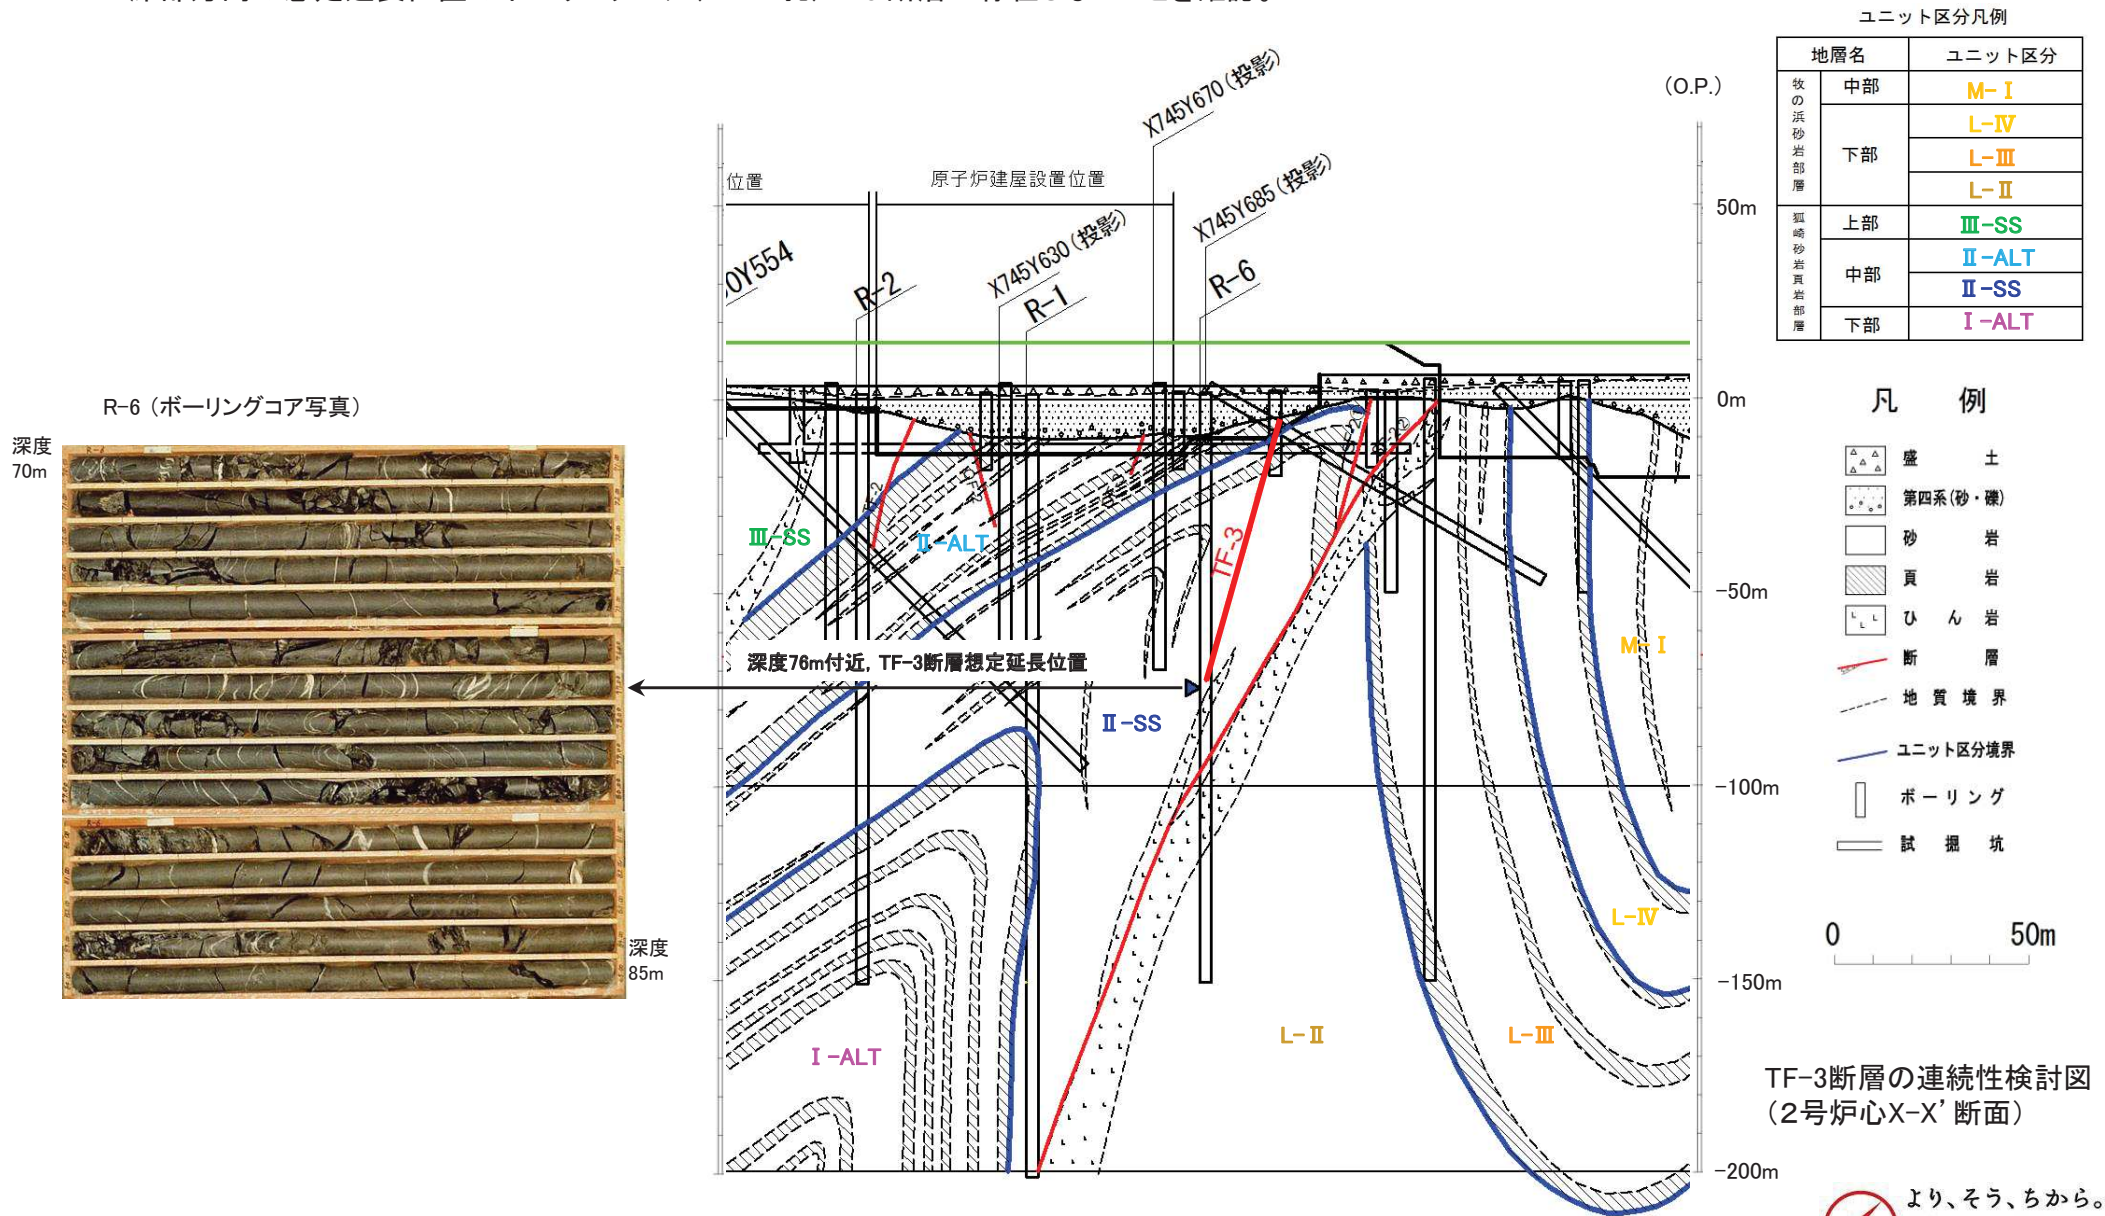 ユニット区分凡例
地層名 ユニット区分
牧の浜砂岩部層 中部 M-Ⅰ
下部 L-Ⅳ
L-Ⅲ
L-Ⅱ
狐崎砂岩頁岩部層 上部 Ⅲ-SS
中部 Ⅱ-ALT
Ⅱ-SS
下部 Ⅰ-ALT
(O.P.)
50m
0m
-50m
-100m
-150m
-200m
位置
原子炉建屋設置位置
0Y554
R-2
X745Y630(投影)
R-1
X745Y670(投影)
X745Y685(投影)
R-6
R-6 (ボーリングコア写真)
深度
70m
深度
85m
Ⅲ-SS
Ⅱ-ALT
TF-3
深度76m付近, TF-3断層想定延長位置
Ⅱ-SS
Ⅰ-ALT
L-Ⅱ
L-Ⅲ
L-Ⅳ
M-Ⅰ
凡 例
盛 土
第四系(砂・礫)
砂 岩
頁 岩
ひ ん 岩
断 層
地 質 境 界
ユニット区分境界
ボ ー リ ン グ
試 掘 坑
0 50m
TF-3断層の連続性検討図
(2号炉心X-X’断面)
より、そう、ちから。